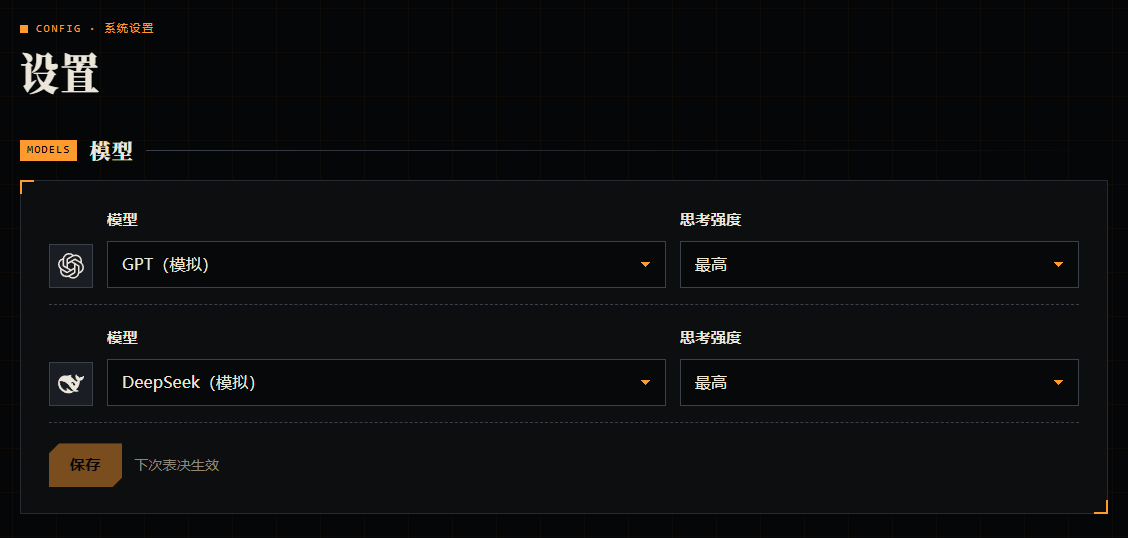 CONFIG · 系统设置
设置
MODELS 模型
模型 思考强度
GPT（模拟） 最高
模型 思考强度
DeepSeek（模拟） 最高
保存 下次表决生效